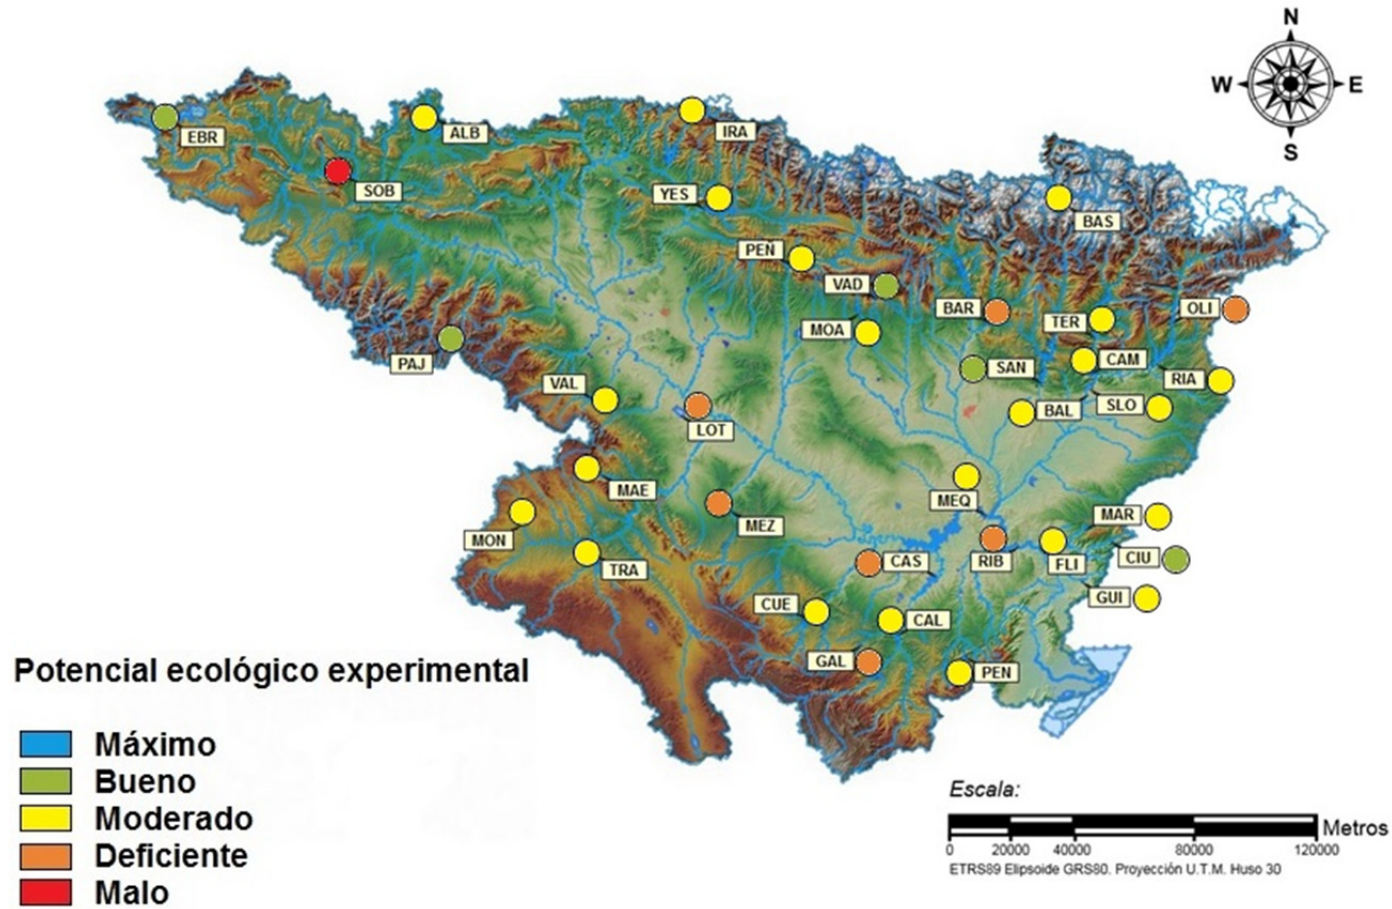 N
W
E
S
EBR
ALB
IRA
SOB
YES
BAS
PEÑ
VAD
BAR
OLI
MOA
TER
PAJ
SAN
CAM
RIA
VAL
BAL
SLO
LOT
MAE
MEQ
MEZ
MAR
MON
CAS
RIB
FLI
CIU
TRA
GUI
CUE
CAL
GAL
PEN
Potencial ecológico experimental
Máximo
Bueno
Moderado
Deficiente
Malo
Escala:
Metros
0 20000 40000 80000 120000
ETRS89 Elipsoide GRS80. Proyección U.T.M. Huso 30